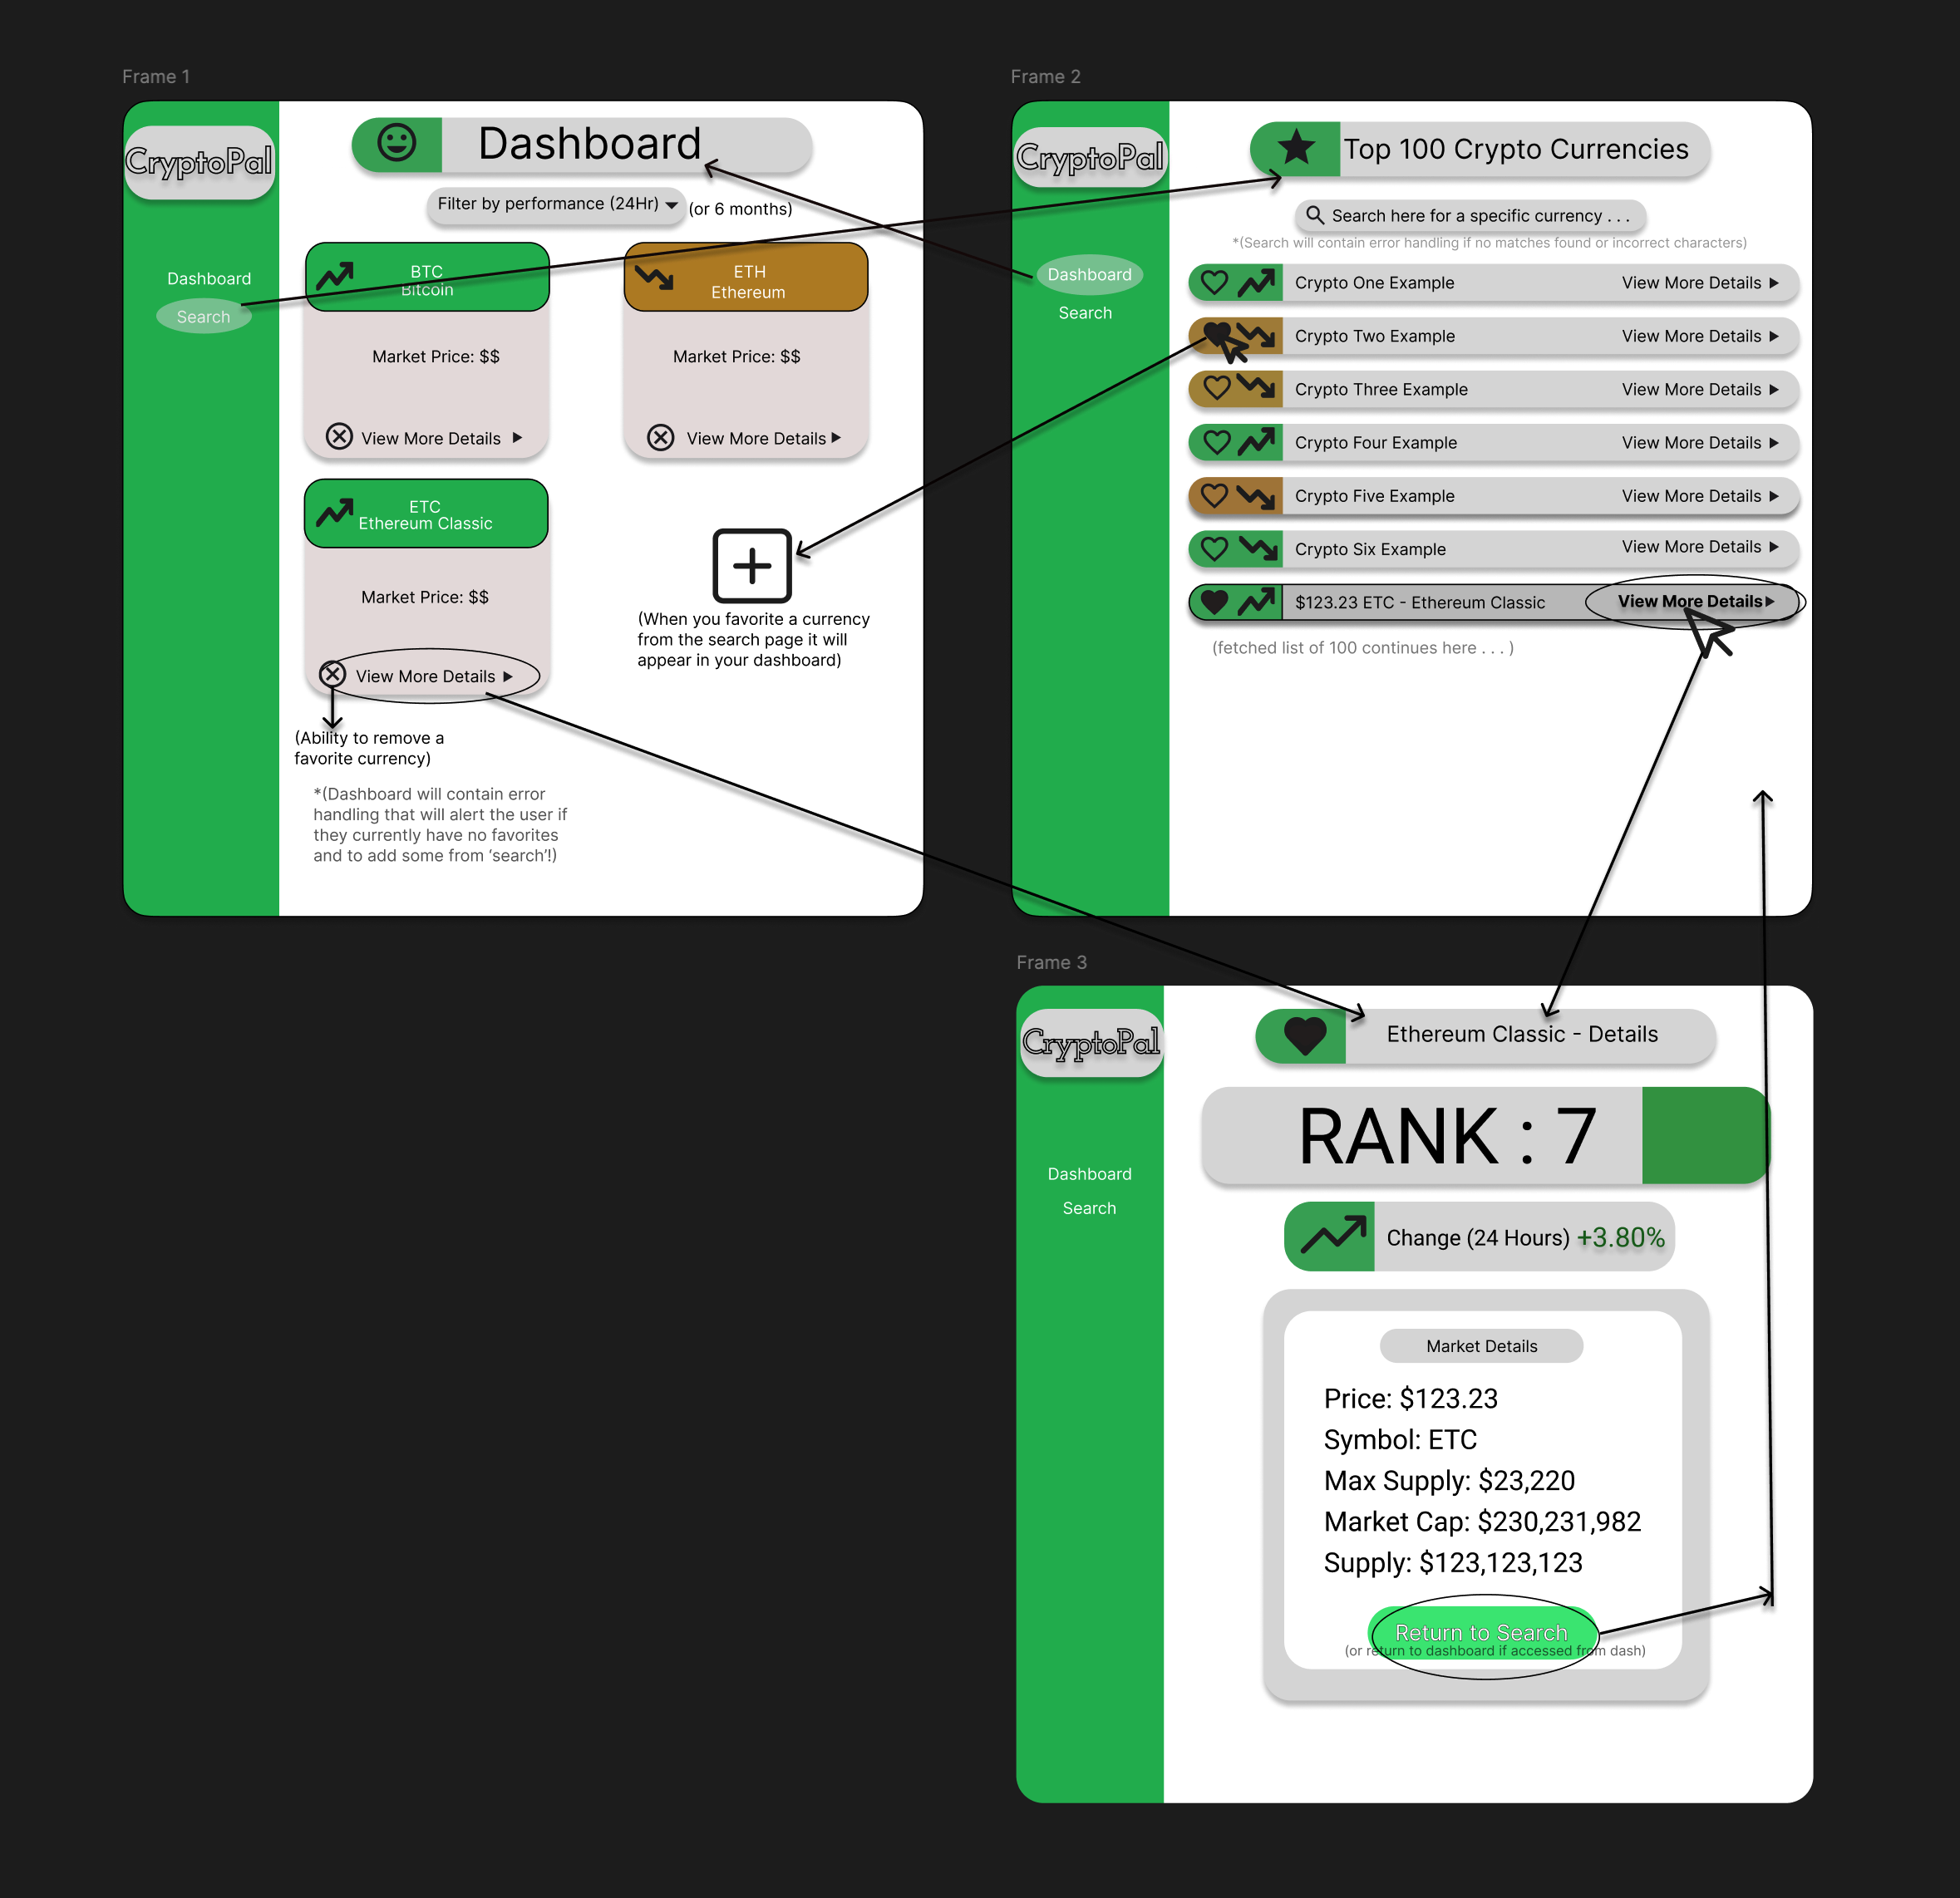 Frame 1
CryptoPal
Dashboard
Filter by performance (24Hr)
(or 6 months)
Dashboard
Search
BTC
Bitcoin
Market Price: $$
View More Details
ETH
Ethereum
Market Price: $$
View More Details
ETC
Ethereum Classic
Market Price: $$
View More Details
(When you favorite a currency
from the search page it will
appear in your dashboard)
(Ability to remove a
favorite currency)
*(Dashboard will contain error
handling that will alert the user if
they currently have no favorites
and to add some from ‘search’!)
Frame 2
CryptoPal
Top 100 Crypto Currencies
Search here for a specific currency . . .
*(Search will contain error handling if no matches found or incorrect characters)
Dashboard
Search
Crypto One Example View More Details
Crypto Two Example View More Details
Crypto Three Example View More Details
Crypto Four Example View More Details
Crypto Five Example View More Details
Crypto Six Example View More Details
$123.23 ETC - Ethereum Classic View More Details
(fetched list of 100 continues here . . . )
Frame 3
CryptoPal
Ethereum Classic - Details
RANK : 7
Dashboard
Search
Change (24 Hours) +3.80%
Market Details
Price: $123.23
Symbol: ETC
Max Supply: $23,220
Market Cap: $230,231,982
Supply: $123,123,123
Return to Search
(or return to dashboard if accessed from dash)